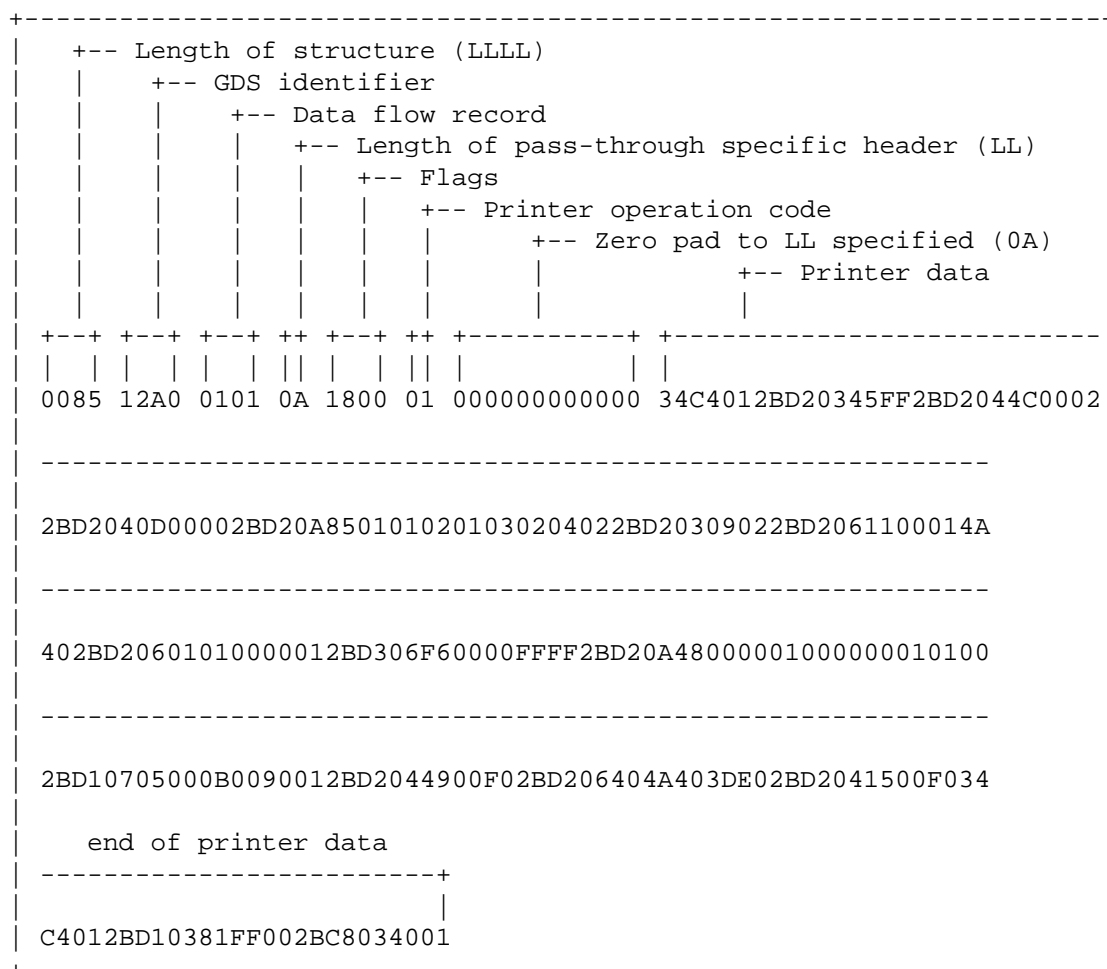 +-- Length of structure (LLLL)
+-- GDS identifier
+-- Data flow record
+-- Length of pass-through specific header (LL)
+-- Flags
+-- Printer operation code
+-- Zero pad to LL specified (0A)
+-- Printer data
0085 12A0 0101 0A 1800 01 000000000000 34C4012BD20345FF2BD2044C0002
2BD2040D00002BD20A8501010201030204022BD20309022BD2061100014A
402BD20601010000012BD306F60000FFFF2BD20A48000001000000010100
2BD10705000B0090012BD2044900F02BD206404A403DE02BD2041500F034
end of printer data
C4012BD10381FF002BC8034001